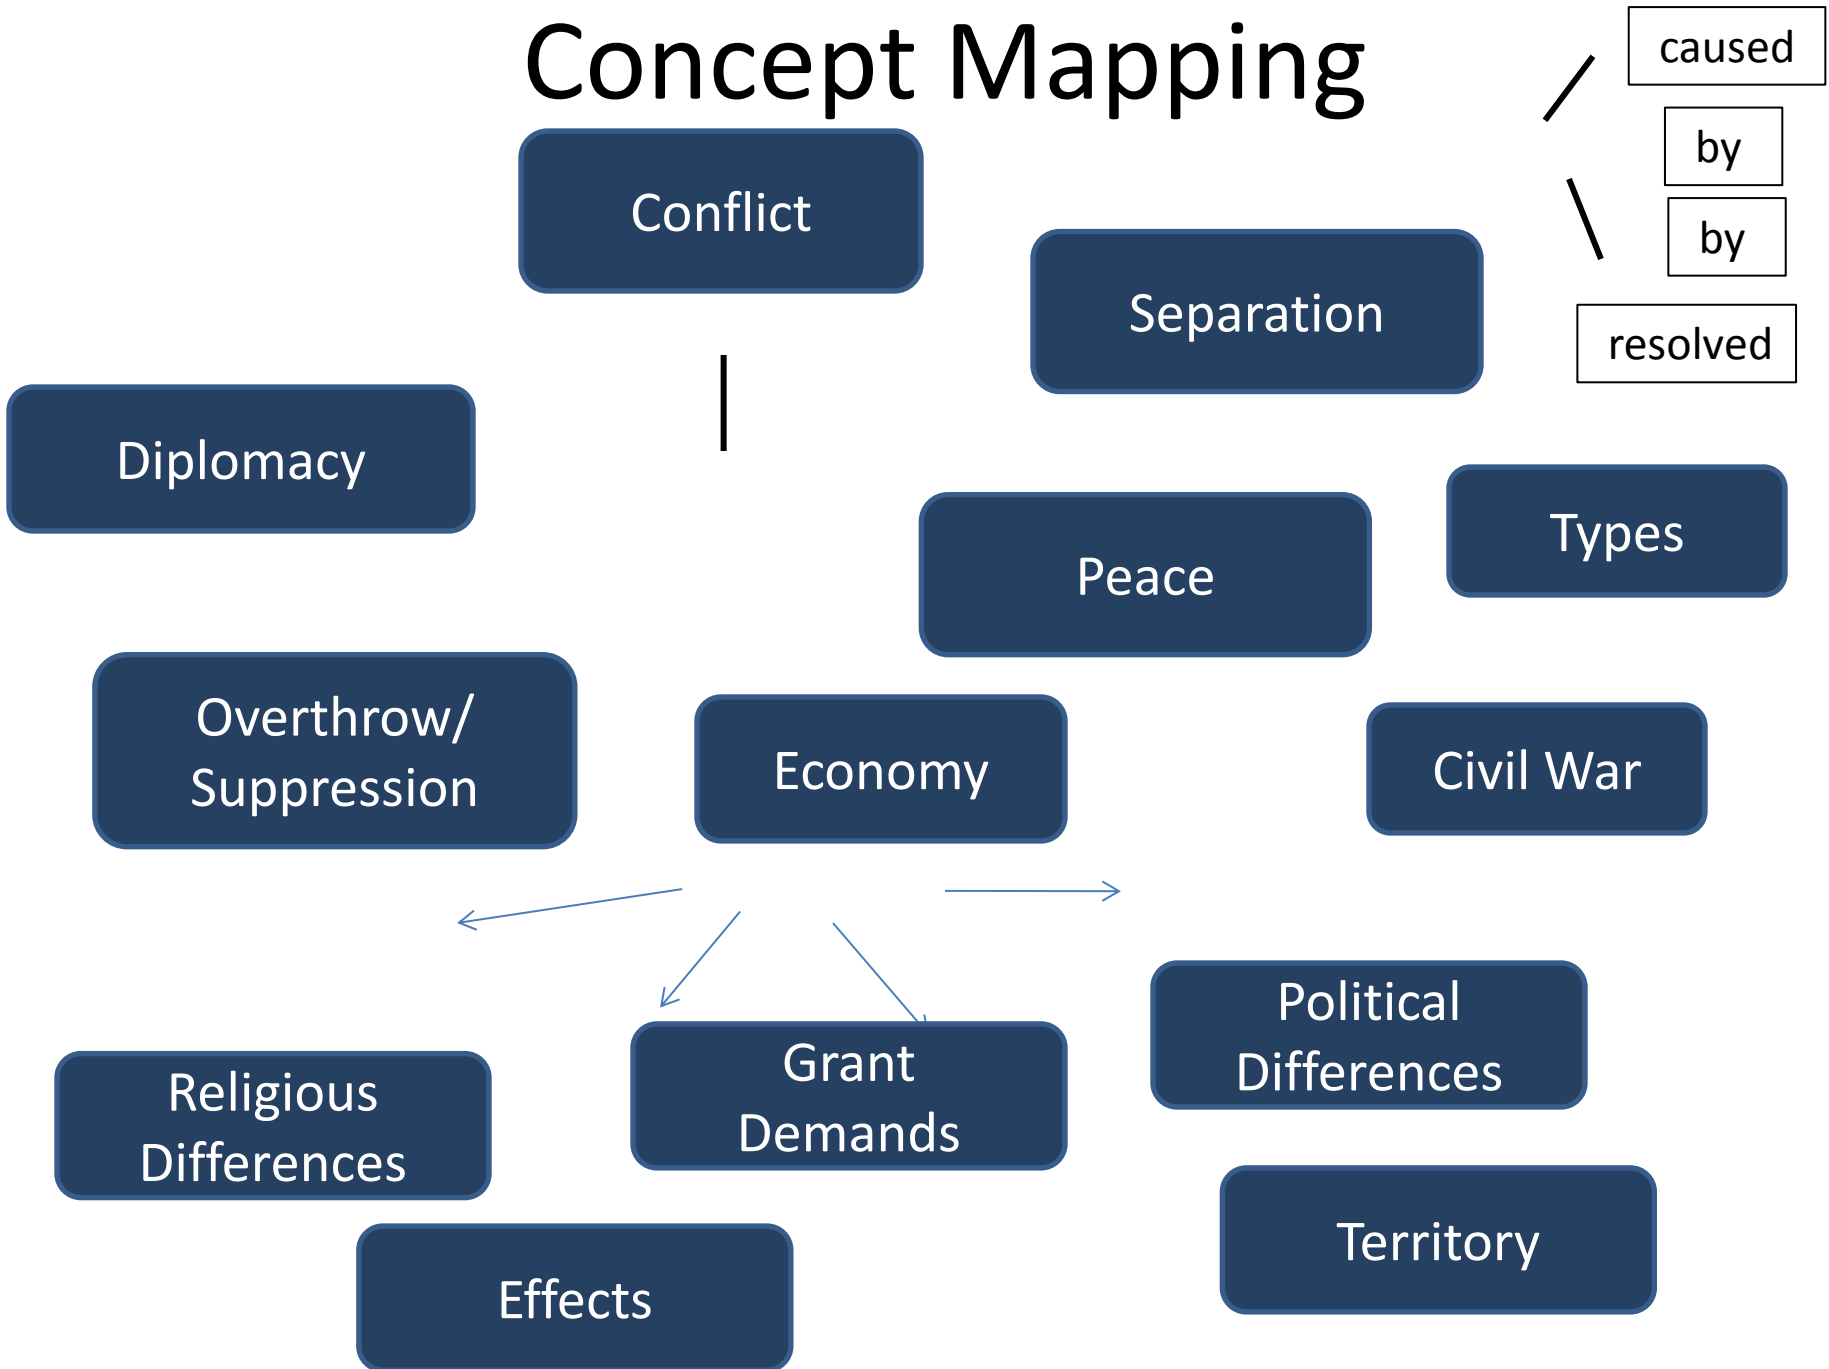 Concept Mapping
caused
by
by
resolved
Conflict
Separation
Diplomacy
Types
Peace
Overthrow/
Suppression
Economy
Civil War
Political
Differences
Grant
Demands
Religious
Differences
Territory
Effects